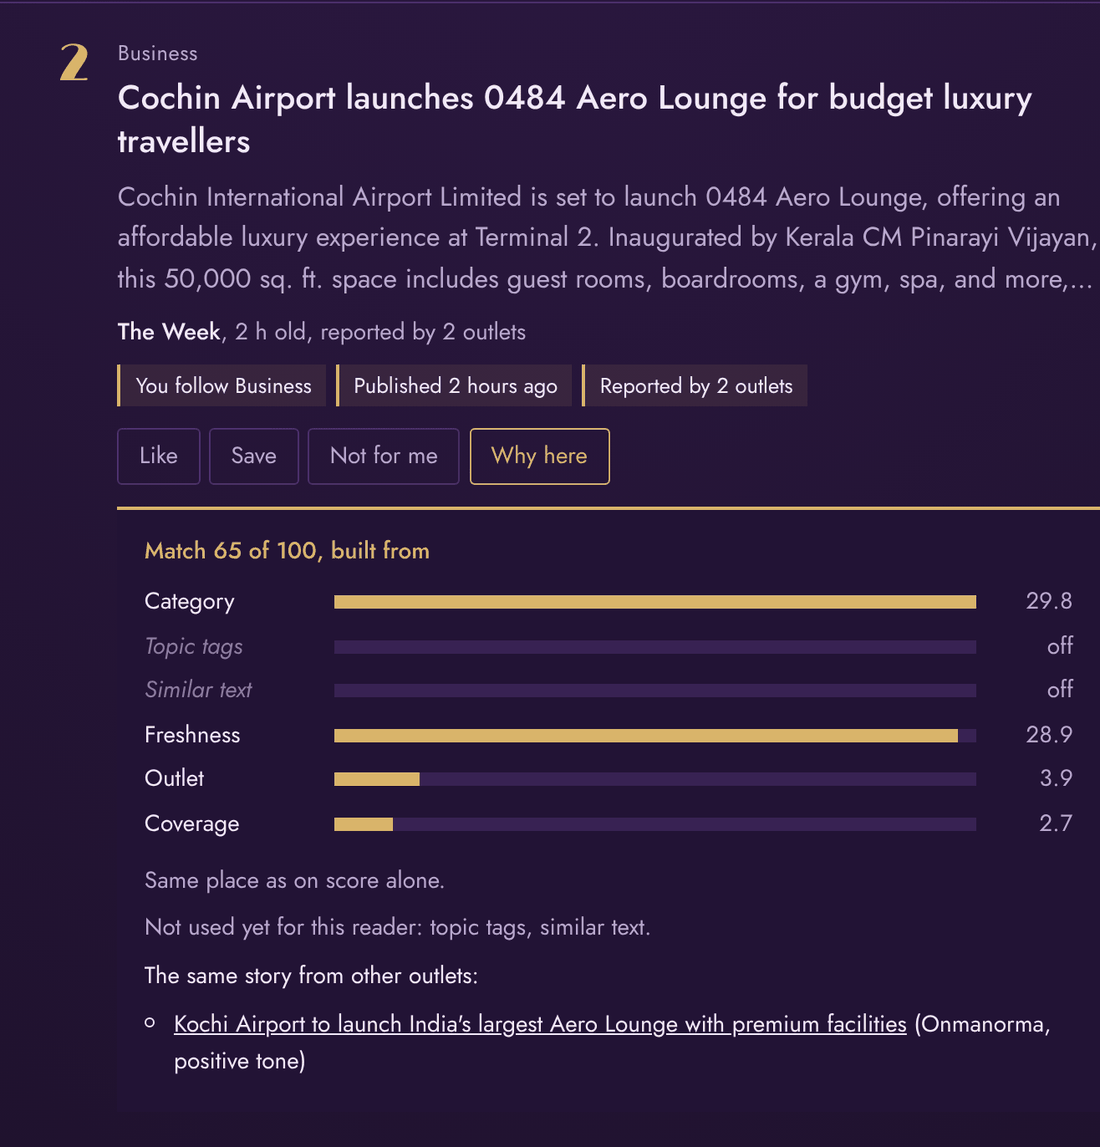 2
Business
Cochin Airport launches 0484 Aero Lounge for budget luxury
travellers
Cochin International Airport Limited is set to launch 0484 Aero Lounge, offering an
affordable luxury experience at Terminal 2. Inaugurated by Kerala CM Pinarayi Vijayan,
this 50,000 sq. ft. space includes guest rooms, boardrooms, a gym, spa, and more,...
The Week, 2 h old, reported by 2 outlets
You follow Business Published 2 hours ago Reported by 2 outlets
Like Save Not for me Why here
Match 65 of 100, built from
Category 29.8
Topic tags off
Similar text off
Freshness 28.9
Outlet 3.9
Coverage 2.7
Same place as on score alone.
Not used yet for this reader: topic tags, similar text.
The same story from other outlets:
Kochi Airport to launch India's largest Aero Lounge with premium facilities (Onmanorma,
positive tone)